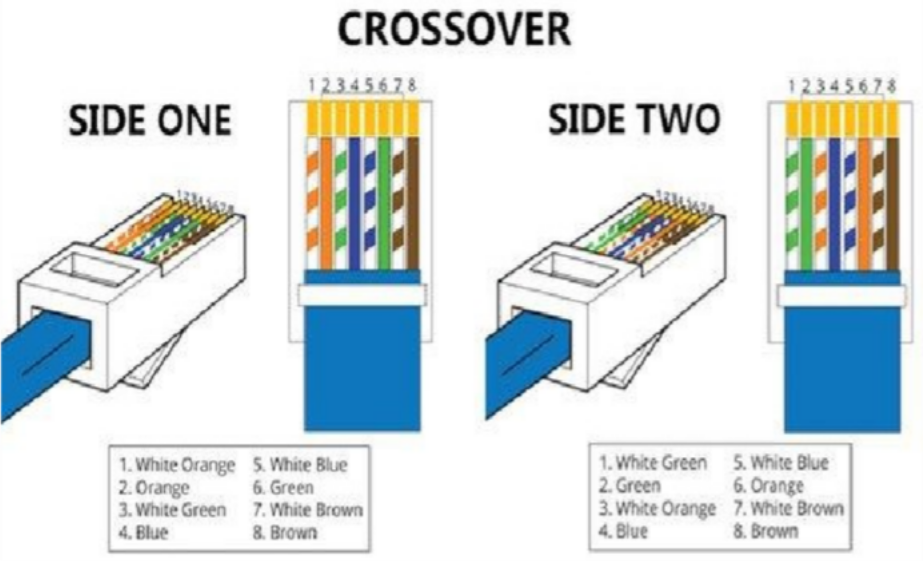 CROSSOVER
SIDE ONE
1 2 3 4 5 6 7 8
12345678
1. White Orange 5. White Blue
2. Orange 6. Green
3. White Green 7. White Brown
4. Blue 8. Brown
SIDE TWO
1 2 3 4 5 6 7 8
12345678
1. White Green 5. White Blue
2. Green 6. Orange
3. White Orange 7. White Brown
4. Blue 8. Brown